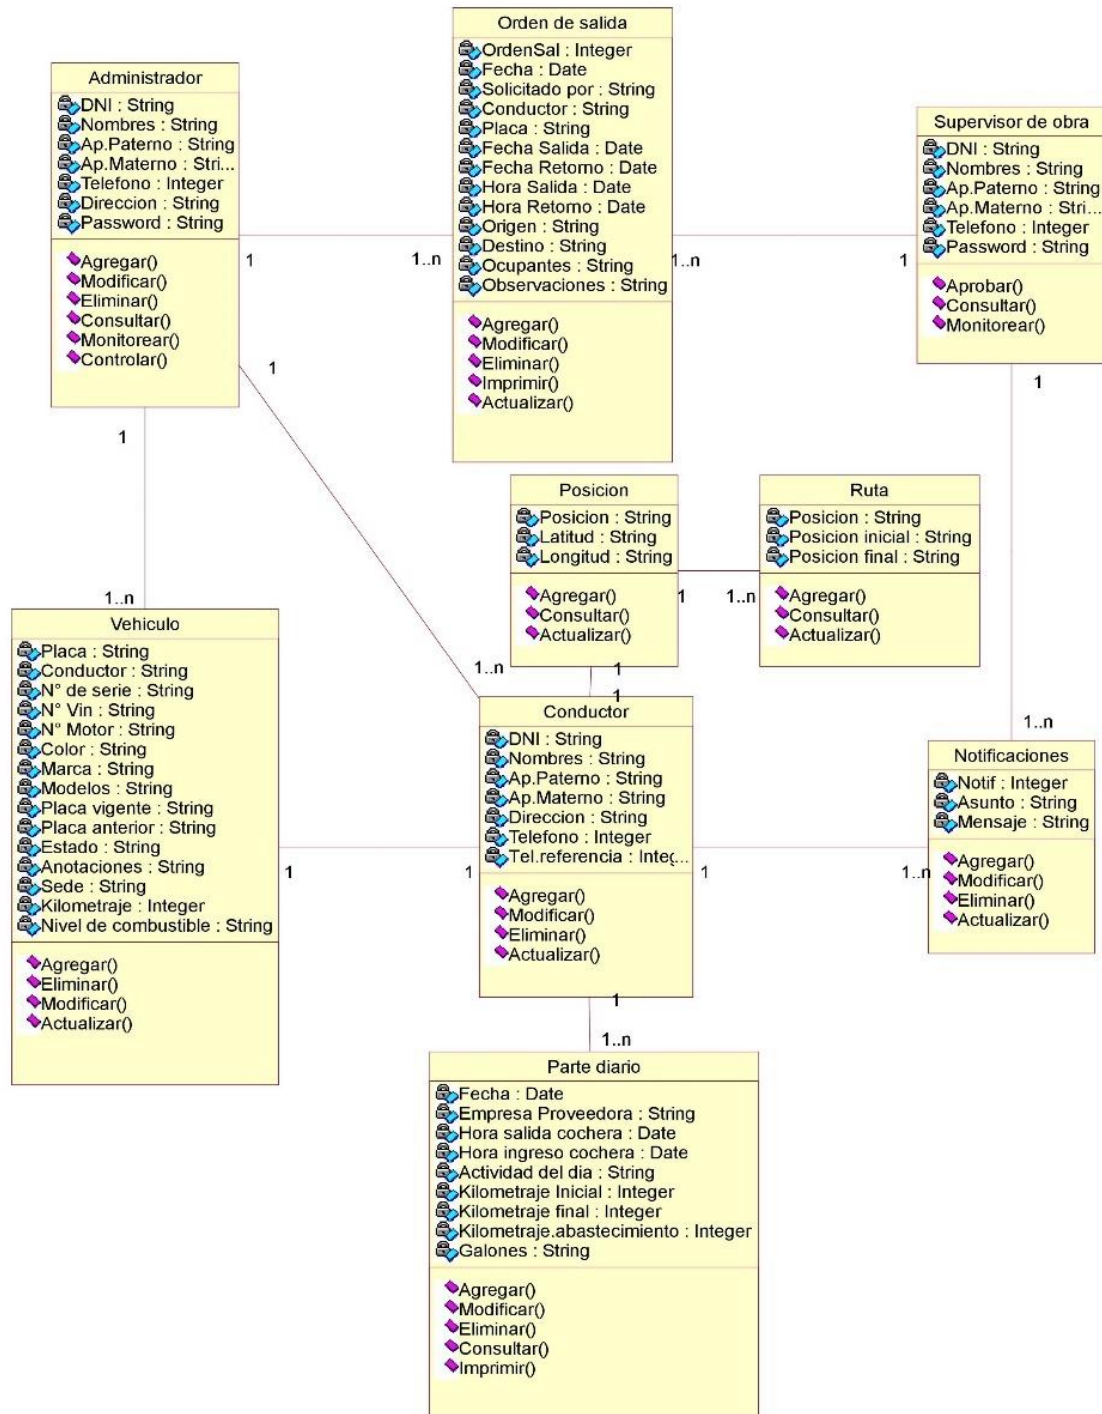 Orden de salida
OrdenSal : Integer
Fecha : Date
Solicitado por : String
Conductor : String
Placa : String
Fecha Salida : Date
Fecha Retorno : Date
Hora Salida : Date
Hora Retorno : Date
Origen : String
Destino : String
Ocupantes : String
Observaciones : String
Agregar()
Modificar()
Eliminar()
Imprimir()
Actualizar()
Administrador
DNI : String
Nombres : String
Ap.Paterno : String
Ap.Materno : Stri...
Telefono : Integer
Direccion : String
Password : String
Agregar()
Modificar()
Eliminar()
Consultar()
Monitorear()
Controlar()
Supervisor de obra
DNI : String
Nombres : String
Ap.Paterno : String
Ap.Materno : Stri...
Telefono : Integer
Password : String
Aprobar()
Consultar()
Monitorear()
1
1..n
1..n
1
1
1
1
Posicion
Posicion : String
Latitud : String
Longitud : String
Agregar()
Consultar()
Actualizar()
Ruta
Posicion : String
Posicion inicial : String
Posicion final : String
Agregar()
Consultar()
Actualizar()
1
1..n
1..n
1..n
1
1
1..n
Vehiculo
Placa : String
Conductor : String
N° de serie : String
N° Vin : String
N° Motor : String
Color : String
Marca : String
Modelos : String
Placa vigente : String
Placa anterior : String
Estado : String
Anotaciones : String
Sede : String
Kilometraje : Integer
Nivel de combustible : String
Agregar()
Eliminar()
Modificar()
Actualizar()
Conductor
DNI : String
Nombres : String
Ap.Paterno : String
Ap.Materno : String
Direccion : String
Telefono : Integer
Tel.referencia : Integ...
Agregar()
Modificar()
Eliminar()
Actualizar()
Notificaciones
Notif : Integer
Asunto : String
Mensaje : String
Agregar()
Modificar()
Eliminar()
Actualizar()
1
1
1
1..n
1
1..n
Parte diario
Fecha : Date
Empresa Proveedora : String
Hora salida cochera : Date
Hora ingreso cochera : Date
Actividad del dia : String
Kilometraje Inicial : Integer
Kilometraje final : Integer
Kilometraje.abastecimiento : Integer
Galones : String
Agregar()
Modificar()
Eliminar()
Consultar()
Imprimir()